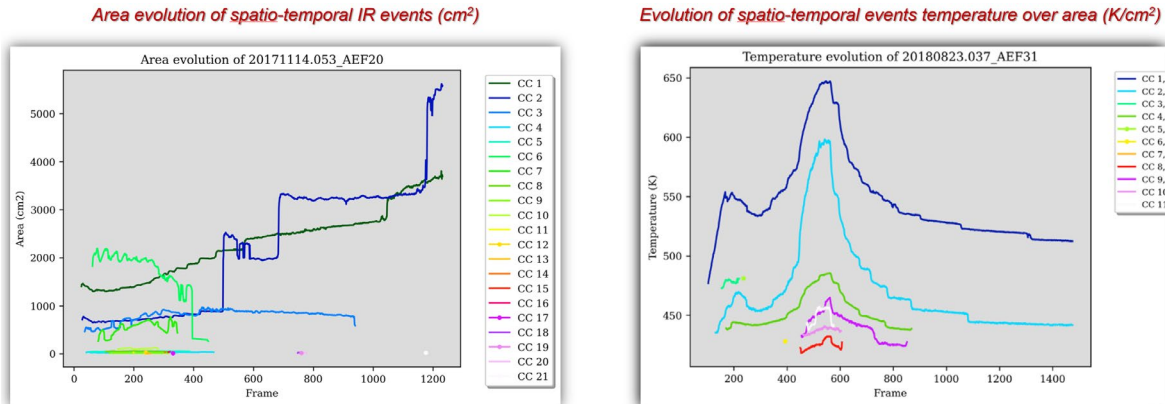 Area evolution of spatio-temporal IR events (cm²)
Area evolution of 20171114.053_AEF20
Area (cm2)
5000
4000
3000
2000
1000
0
0 200 400 600 800 1000 1200
Frame
CC 1
CC 2
CC 3
CC 4
CC 5
CC 6
CC 7
CC 8
CC 9
CC 10
CC 11
CC 12
CC 13
CC 14
CC 15
CC 16
CC 17
CC 18
CC 19
CC 20
CC 21
Evolution of spatio-temporal events temperature over area (K/cm²)
Temperature evolution of 20180823.037_AEF31
Temperature (K)
650
600
550
500
450
200 400 600 800 1000 1200 1400
Frame
CC 1,
CC 2,
CC 3,
CC 4,
CC 5,
CC 6,
CC 7,
CC 8,
CC 9,
CC 10
CC 11